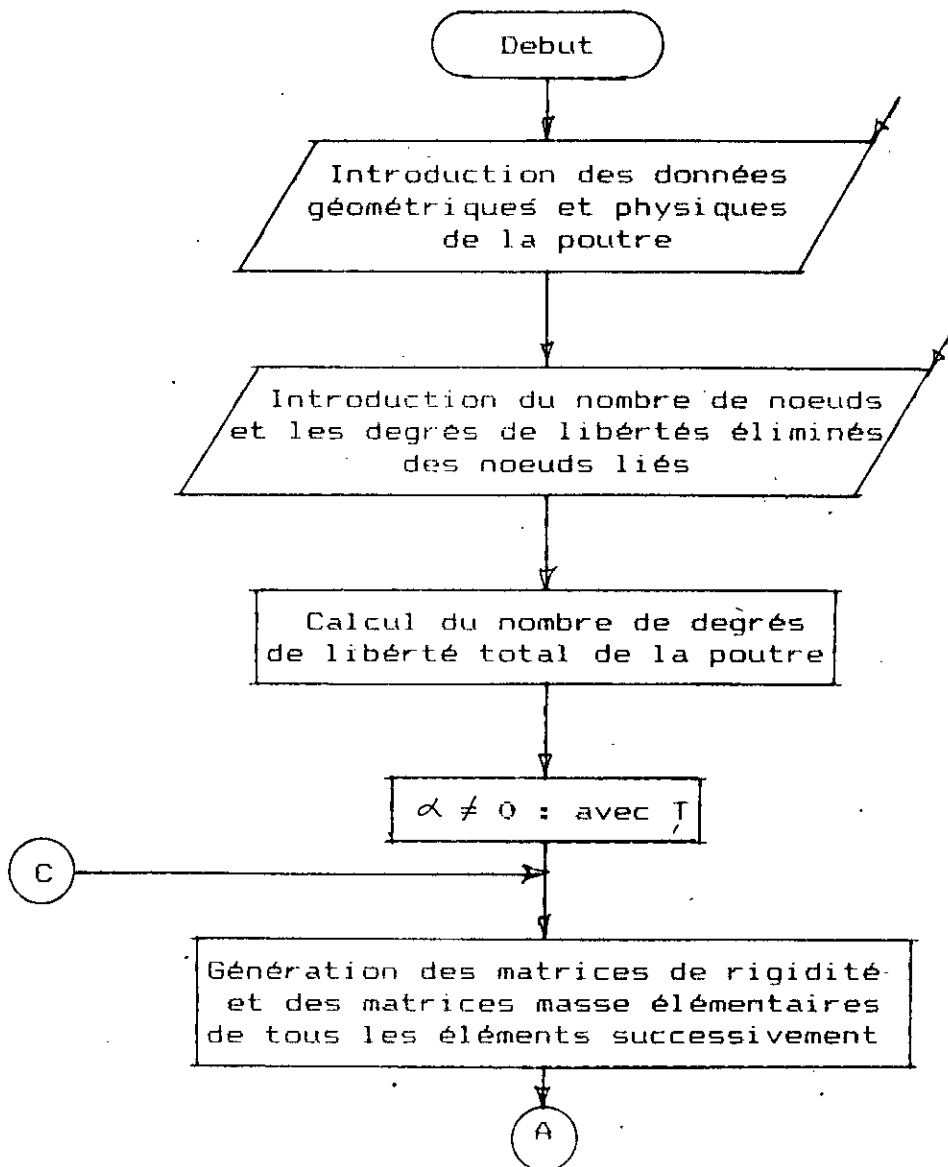 Debut
Introduction des données
géométriques et physiques
de la poutre
Introduction du nombre de noeuds
et les degrés de libértés éliminés
des noeuds liés
Calcul du nombre de degrés
de libérté total de la poutre
α ≠ 0 : avec T
C
Génération des matrices de rigidité
et des matrices masse élémentaires
de tous les éléments successivement
A